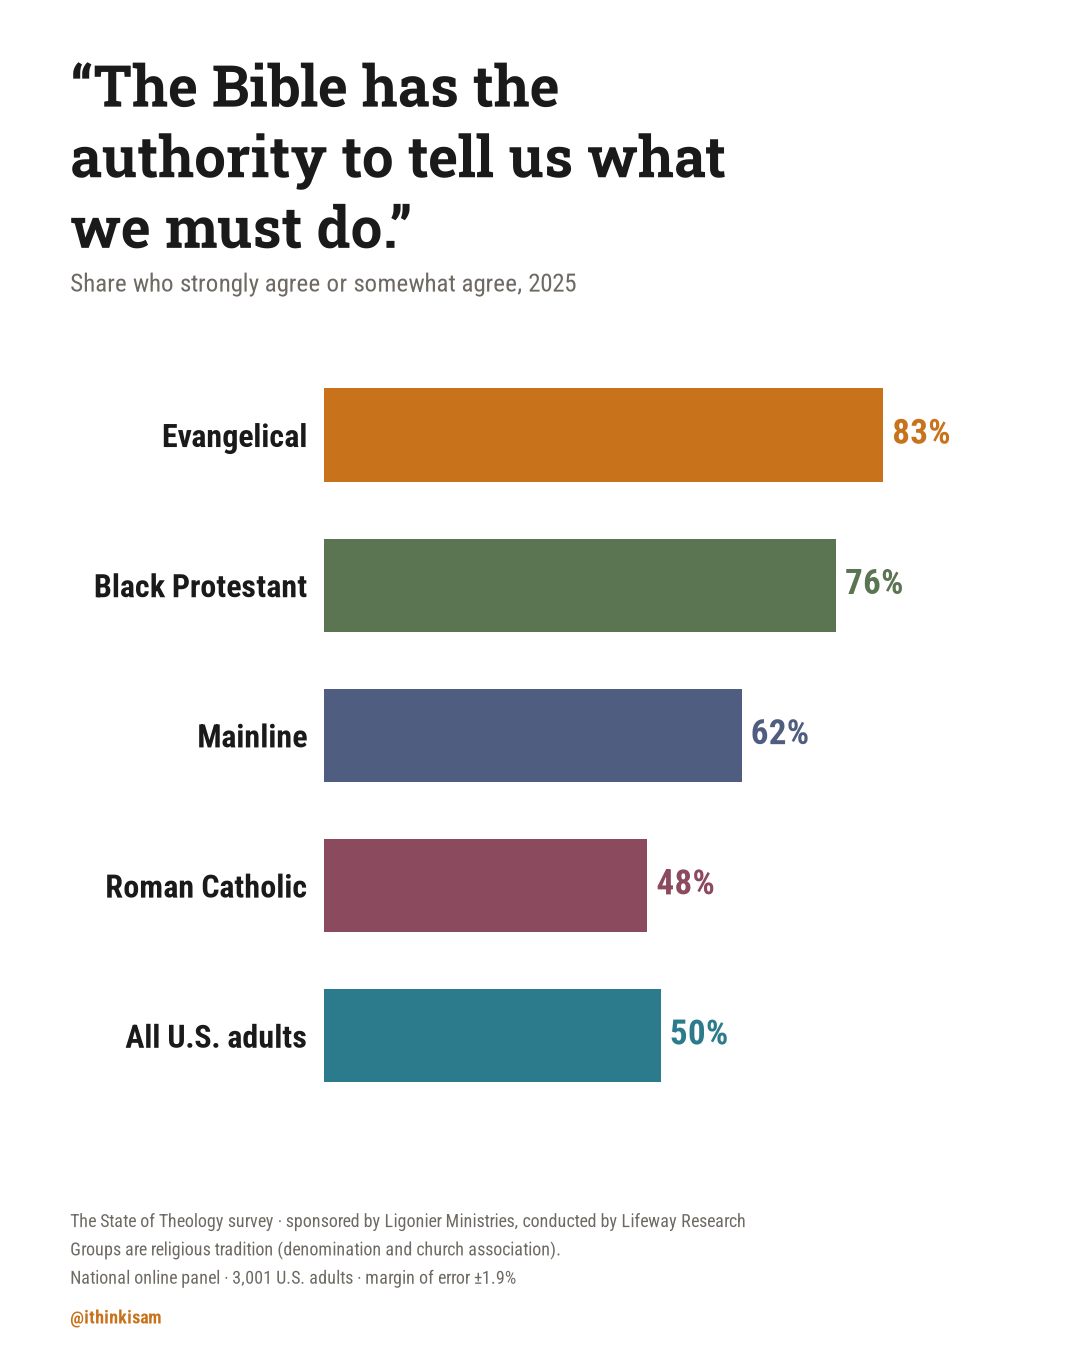 “The Bible has the
authority to tell us what
we must do.”
Share who strongly agree or somewhat agree, 2025
Evangelical 83%
Black Protestant 76%
Mainline 62%
Roman Catholic 48%
All U.S. adults 50%
The State of Theology survey · sponsored by Ligonier Ministries, conducted by Lifeway Research
Groups are religious tradition (denomination and church association).
National online panel · 3,001 U.S. adults · margin of error ±1.9%
@ithinkisam